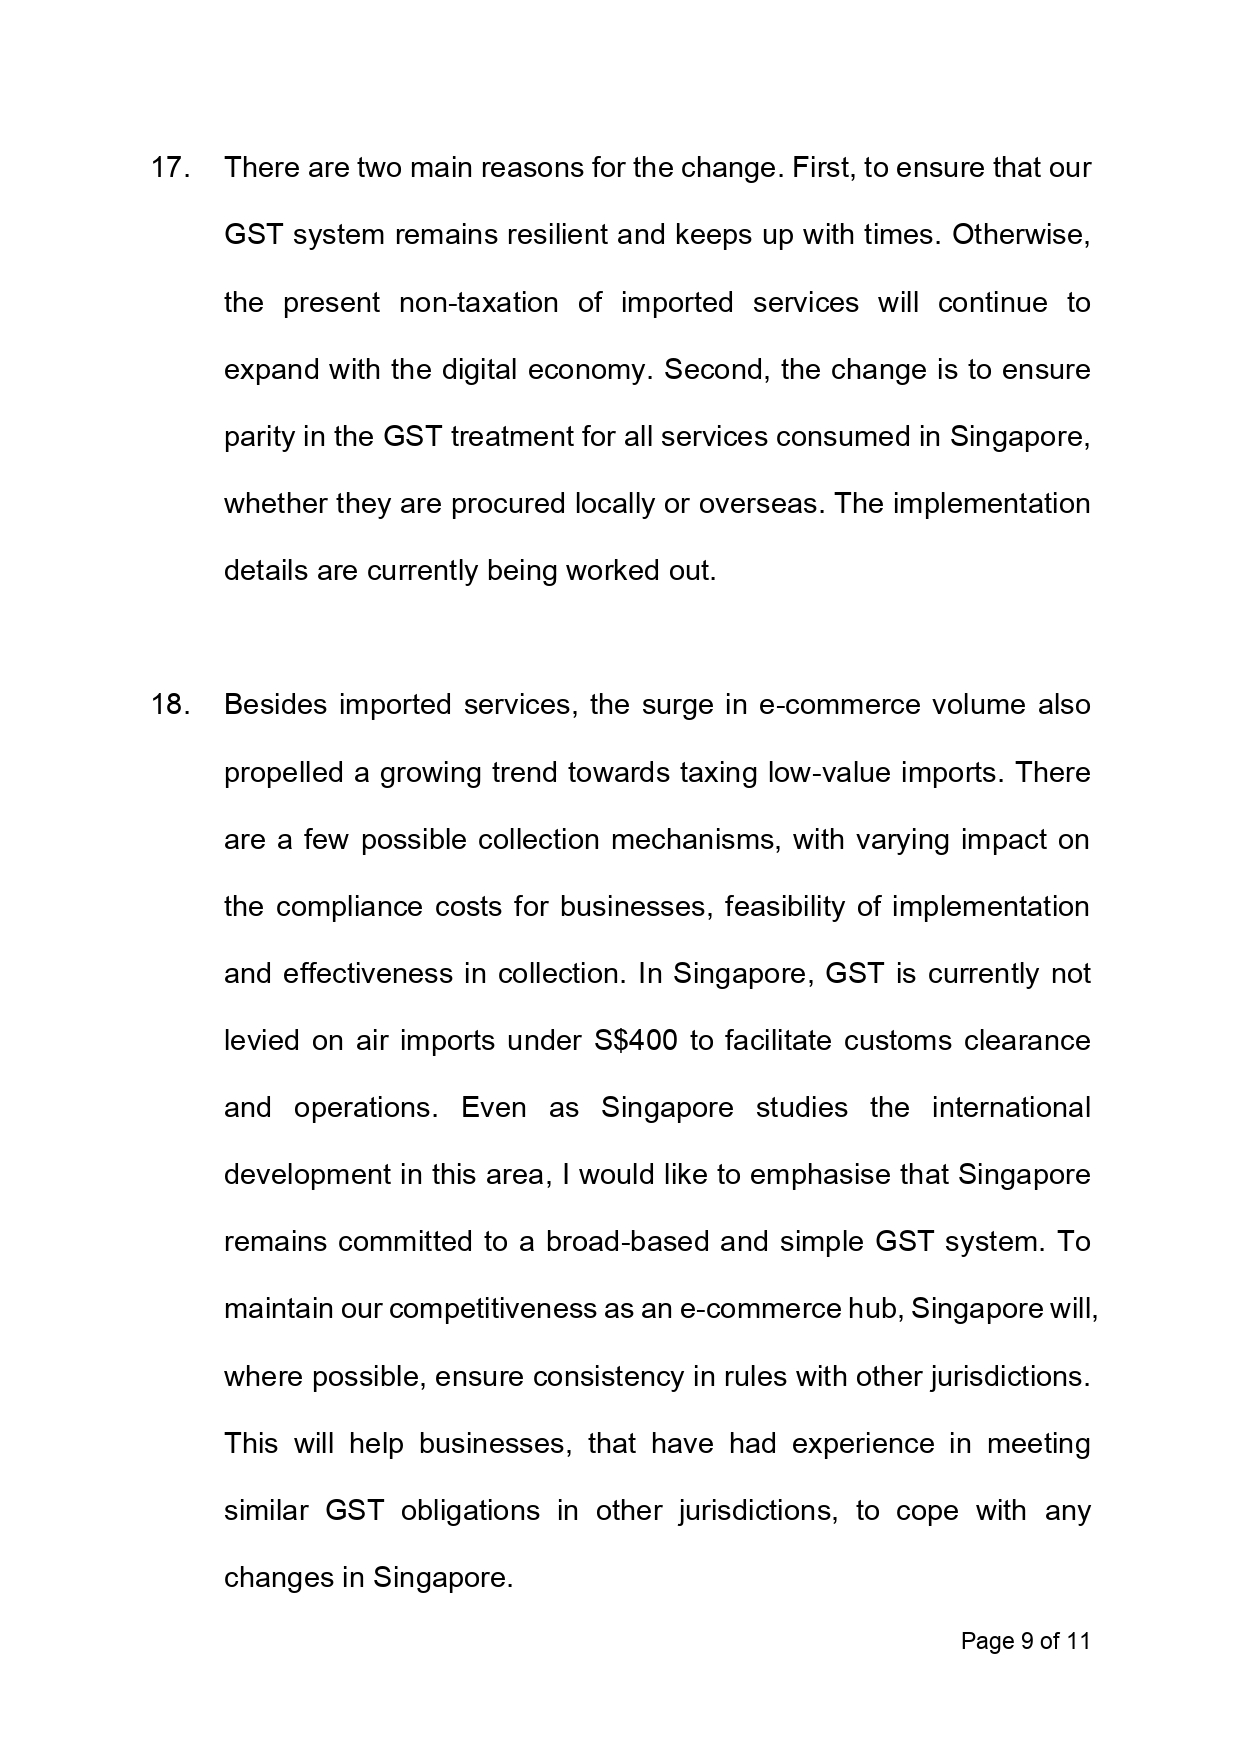 17. There are two main reasons for the change. First, to ensure that our
GST system remains resilient and keeps up with times. Otherwise,
the present non-taxation of imported services will continue to
expand with the digital economy. Second, the change is to ensure
parity in the GST treatment for all services consumed in Singapore,
whether they are procured locally or overseas. The implementation
details are currently being worked out.
18. Besides imported services, the surge in e-commerce volume also
propelled a growing trend towards taxing low-value imports. There
are a few possible collection mechanisms, with varying impact on
the compliance costs for businesses, feasibility of implementation
and effectiveness in collection. In Singapore, GST is currently not
levied on air imports under S$400 to facilitate customs clearance
and operations. Even as Singapore studies the international
development in this area, I would like to emphasise that Singapore
remains committed to a broad-based and simple GST system. To
maintain our competitiveness as an e-commerce hub, Singapore will,
where possible, ensure consistency in rules with other jurisdictions.
This will help businesses, that have had experience in meeting
similar GST obligations in other jurisdictions, to cope with any
changes in Singapore.
Page 9 of 11